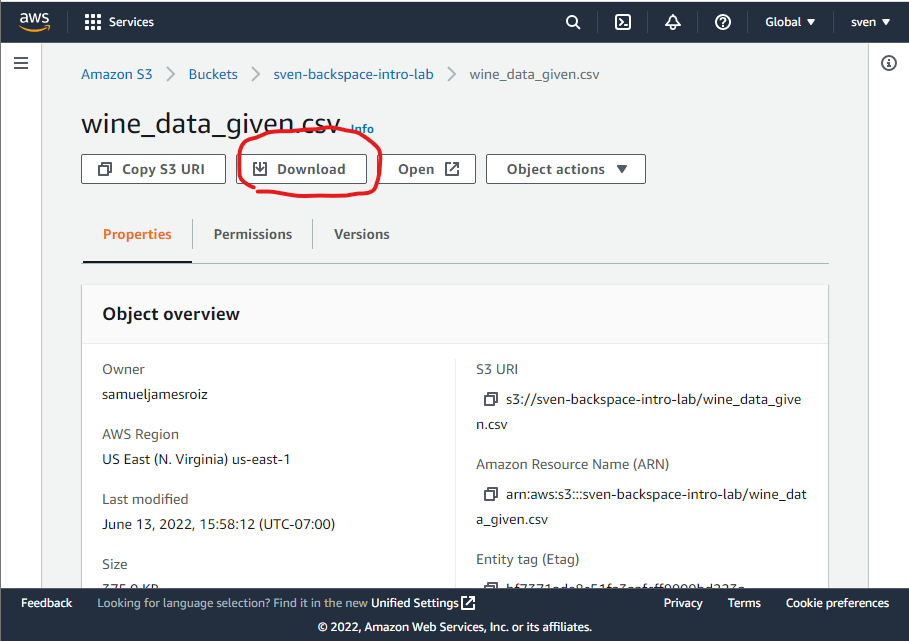 aws Services Global ▼ sven ▼
Amazon S3 > Buckets > sven-backspace-intro-lab > wine_data_given.csv
wine_data_given.csv Info
Copy S3 URI Download Open Object actions ▼
Properties Permissions Versions
Object overview
Owner
samueljamesroiz
AWS Region
US East (N. Virginia) us-east-1
Last modified
June 13, 2022, 15:58:12 (UTC-07:00)
Size
S3 URI
s3://sven-backspace-intro-lab/wine_data_give
n.csv
Amazon Resource Name (ARN)
arn:aws:s3:::sven-backspace-intro-lab/wine_dat
a_given.csv
Entity tag (Etag)
Feedback Looking for language selection? Find it in the new Unified Settings Privacy Terms Cookie preferences
© 2022, Amazon Web Services, Inc. or its affiliates.